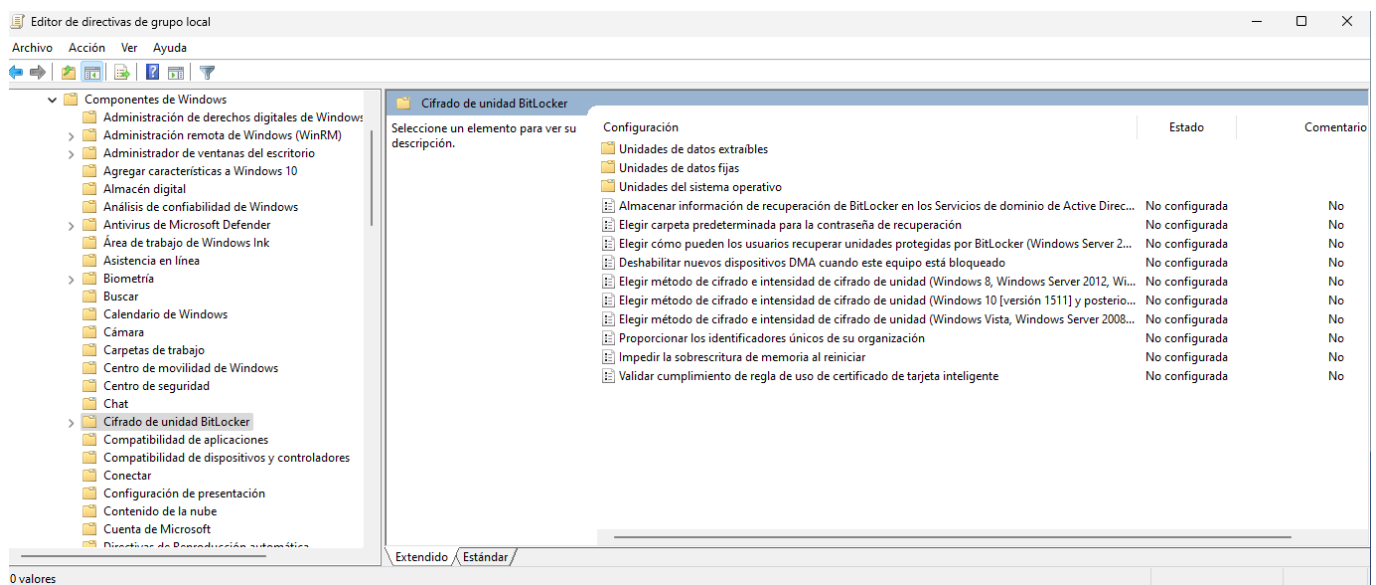 Editor de directivas de grupo local
Archivo Acción Ver Ayuda
Componentes de Windows
Administración de derechos digitales de Windows
Administración remota de Windows (WinRM)
Administrador de ventanas del escritorio
Agregar características a Windows 10
Almacén digital
Análisis de confiabilidad de Windows
Antivirus de Microsoft Defender
Área de trabajo de Windows Ink
Asistencia en línea
Biometría
Buscar
Calendario de Windows
Cámara
Carpetas de trabajo
Centro de movilidad de Windows
Centro de seguridad
Chat
Cifrado de unidad BitLocker
Compatibilidad de aplicaciones
Compatibilidad de dispositivos y controladores
Conectar
Configuración de presentación
Contenido de la nube
Cuenta de Microsoft
Directivas de Reproducción automática
Cifrado de unidad BitLocker
Seleccione un elemento para ver su
descripción.
Configuración Estado Comentario
Unidades de datos extraíbles
Unidades de datos fijas
Unidades del sistema operativo
Almacenar información de recuperación de BitLocker en los Servicios de dominio de Active Direc... No configurada No
Elegir carpeta predeterminada para la contraseña de recuperación No configurada No
Elegir cómo pueden los usuarios recuperar unidades protegidas por BitLocker (Windows Server 2... No configurada No
Deshabilitar nuevos dispositivos DMA cuando este equipo está bloqueado No configurada No
Elegir método de cifrado e intensidad de cifrado de unidad (Windows 8, Windows Server 2012, Wi... No configurada No
Elegir método de cifrado e intensidad de cifrado de unidad (Windows 10 [versión 1511] y posterio... No configurada No
Elegir método de cifrado e intensidad de cifrado de unidad (Windows Vista, Windows Server 2008... No configurada No
Proporcionar los identificadores únicos de su organización No configurada No
Impedir la sobrescritura de memoria al reiniciar No configurada No
Validar cumplimiento de regla de uso de certificado de tarjeta inteligente No configurada No
Extendido Estándar
0 valores